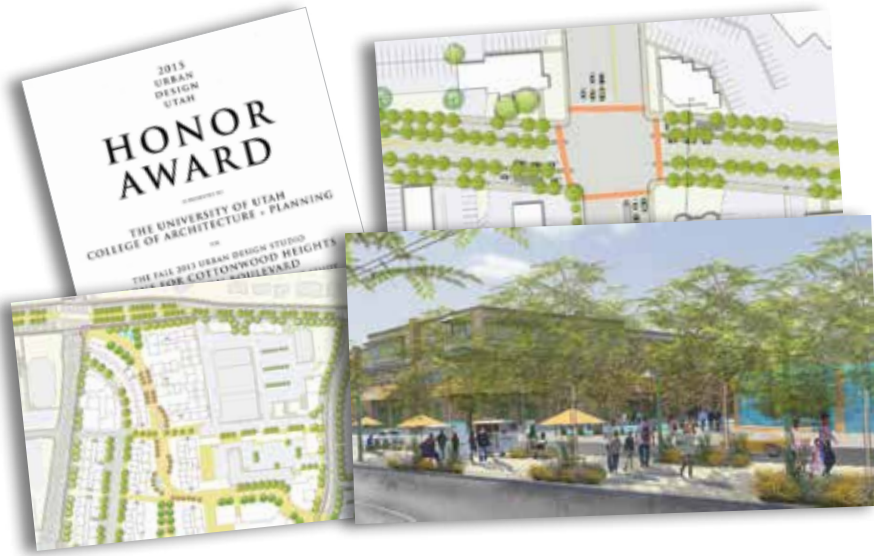 2015
URBAN
DESIGN
UTAH
HONOR
AWARD
THE UNIVERSITY OF UTAH
COLLEGE OF ARCHITECTURE + PLANNING
THE FALL 2013 URBAN DESIGN STUDIO
FOR COTTONWOOD HEIGHTS
BOULEVARD